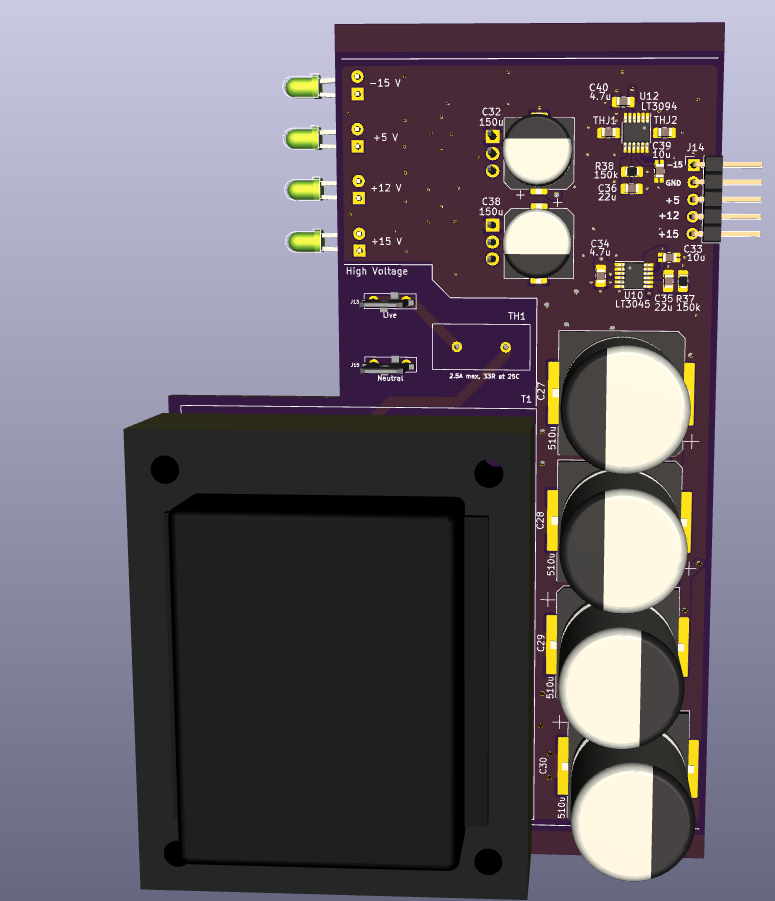 -15 V
+5 V
+12 V
+15 V
High Voltage
J13
Live
J15
Neutral
TH1
2.5A max, 33R at 25C
T1
C32
150u
C38
150u
C40
4.7u
U12
LT3094
THJ1
THJ2
C39
10u
R38
150k
C36
22u
J14
-15
GND
+5
+12
+15
C34
4.7u
C33
10u
U10
LT3045
C35
22u
R37
150k
C27
510u
C28
510u
C29
510u
C30
510u